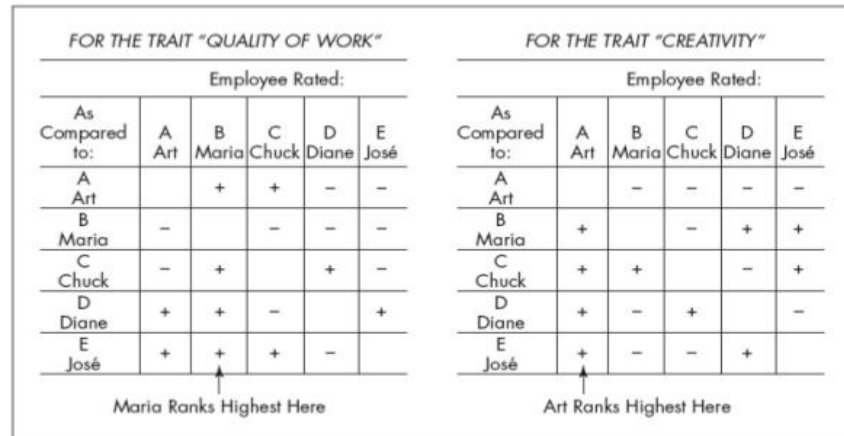 FOR THE TRAIT “QUALITY OF WORK”
Employee Rated:
As Compared to: A Art B Maria C Chuck D Diane E José
A Art + + – –
B Maria – – – –
C Chuck – + + –
D Diane + + – +
E José + + + –
Maria Ranks Highest Here
FOR THE TRAIT “CREATIVITY”
Employee Rated:
As Compared to: A Art B Maria C Chuck D Diane E José
A Art – – – –
B Maria + – + +
C Chuck + + – +
D Diane + – + –
E José + – – +
Art Ranks Highest Here